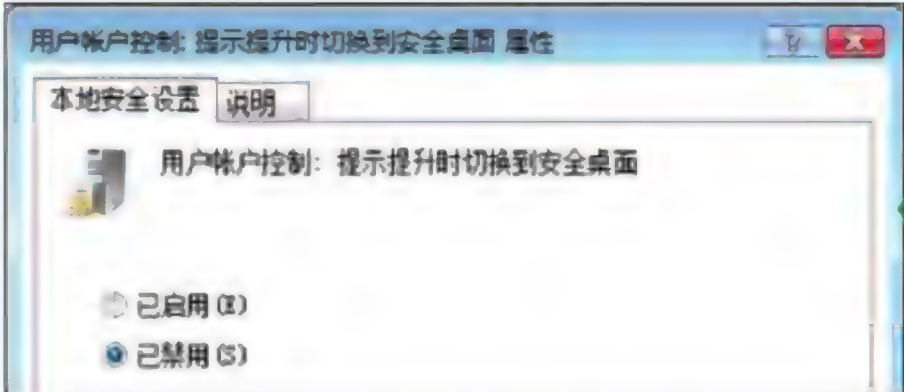 用户帐户控制: 提示提升时切换到安全桌面 属性
本地安全设置
说明
用户帐户控制: 提示提升时切换到安全桌面
已启用(E)
已禁用(S)